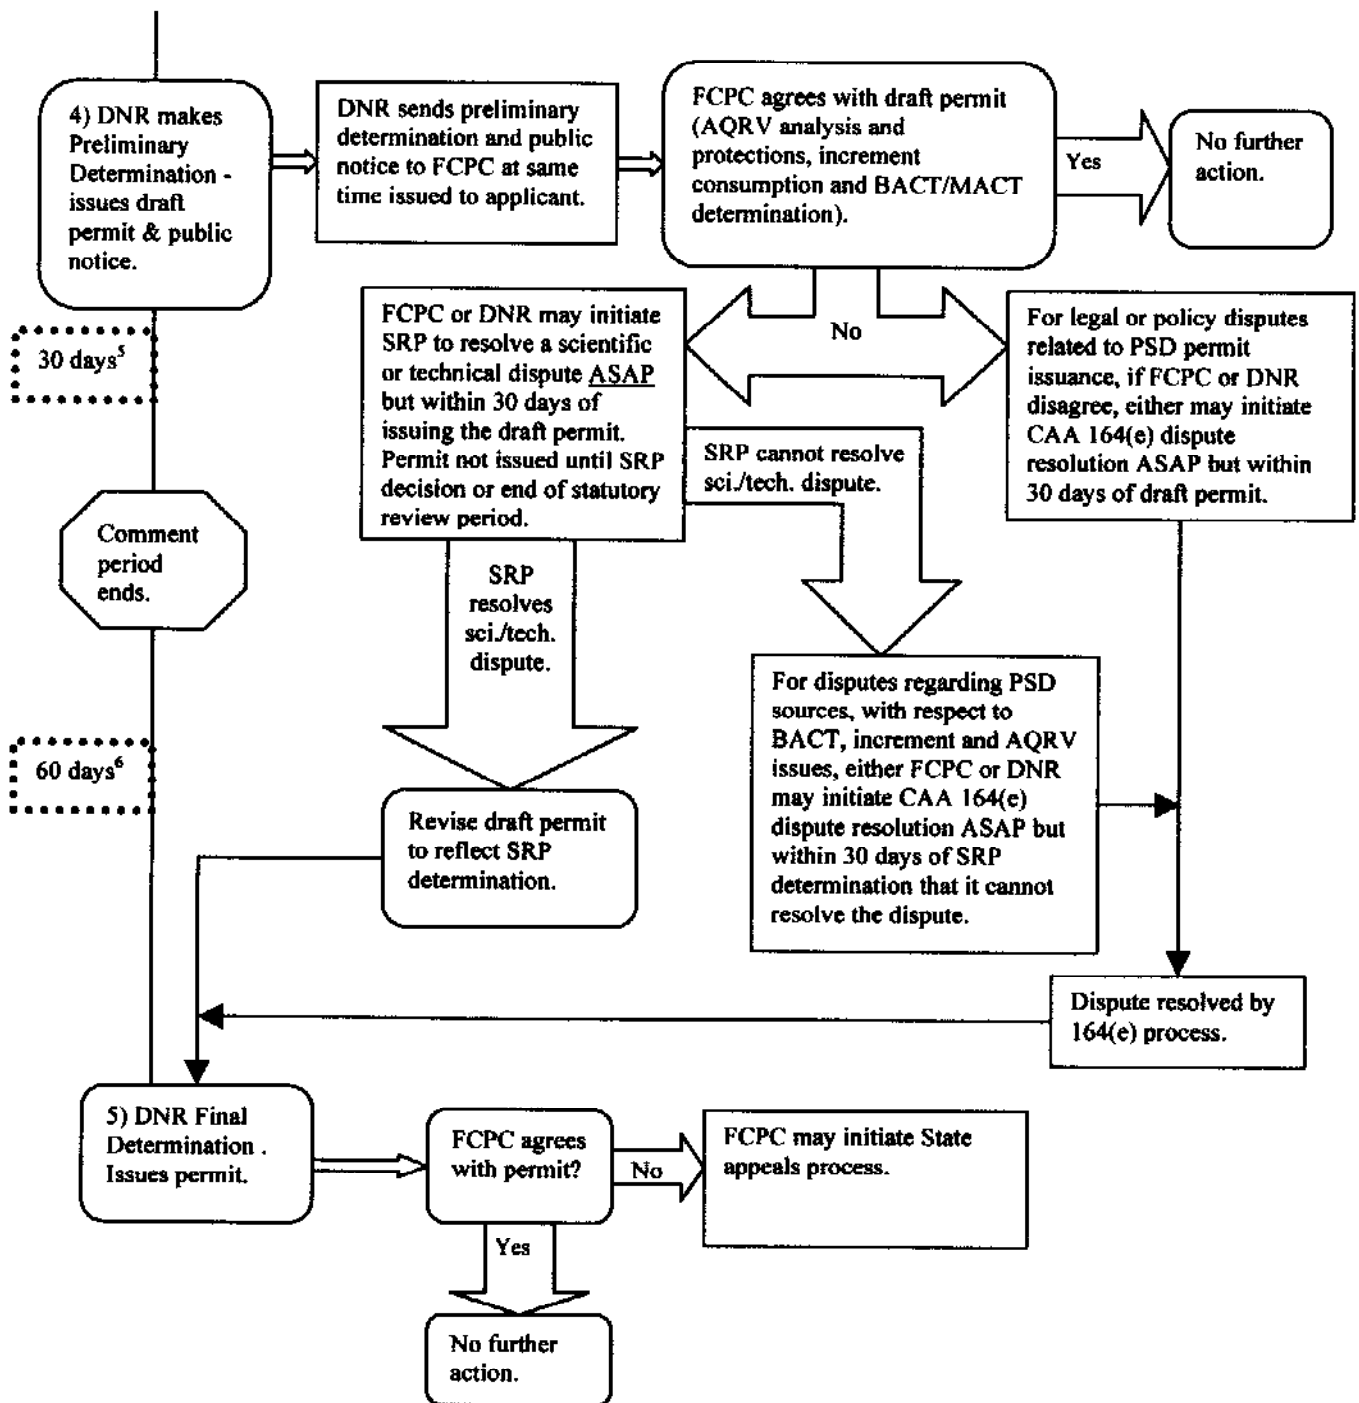 4) DNR makes
Preliminary
Determination -
issues draft
permit & public
notice.
DNR sends preliminary
determination and public
notice to FCPC at same
time issued to applicant.
FCPC agrees with draft permit
(AQRV analysis and
protections, increment
consumption and BACT/MACT
determination).
Yes
No further
action.
No
30 days⁵
FCPC or DNR may initiate
SRP to resolve a scientific
or technical dispute ASAP
but within 30 days of
issuing the draft permit.
Permit not issued until SRP
decision or end of statutory
review period.
For legal or policy disputes
related to PSD permit
issuance, if FCPC or DNR
disagree, either may initiate
CAA 164(e) dispute
resolution ASAP but within
30 days of draft permit.
SRP cannot resolve
sci./tech. dispute.
Comment
period
ends.
SRP
resolves
sci./tech.
dispute.
For disputes regarding PSD
sources, with respect to
BACT, increment and AQRV
issues, either FCPC or DNR
may initiate CAA 164(e)
dispute resolution ASAP but
within 30 days of SRP
determination that it cannot
resolve the dispute.
60 days⁶
Revise draft permit
to reflect SRP
determination.
Dispute resolved by
164(e) process.
5) DNR Final
Determination .
Issues permit.
FCPC agrees
with permit?
No
FCPC may initiate State
appeals process.
Yes
No further
action.